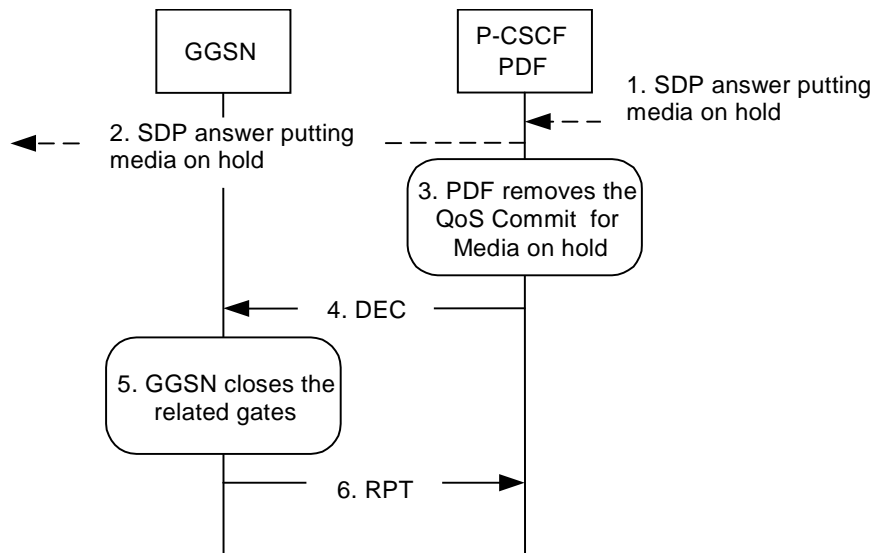 GGSN
P-CSCF
PDF
1. SDP answer putting
media on hold
2. SDP answer putting
media on hold
3. PDF removes the
QoS Commit for
Media on hold
4. DEC
5. GGSN closes the
related gates
6. RPT